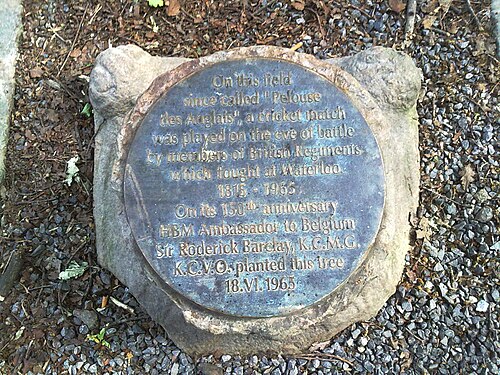 On this field
since called "Pelouse
des Anglais", a cricket match
was played on the eve of battle
by members of British Regiments
which fought at Waterloo
1815 - 1965
On its 150th anniversary
HBM Ambassador to Belgium
Sir Roderick Barclay, K.C.M.G.
K.C.V.O. planted this tree
18.VI.1965